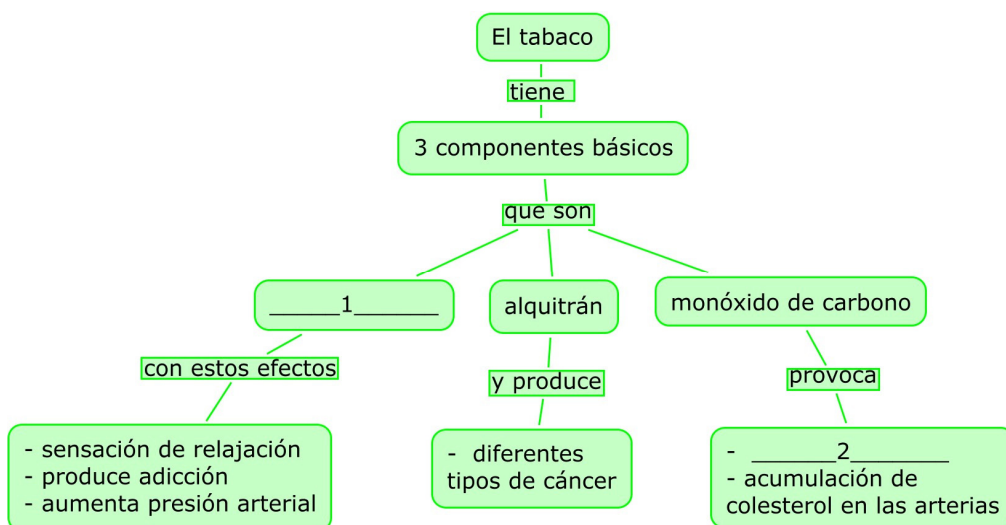 El tabaco
tiene
3 componentes básicos
que son
_____1______
alquitrán
monóxido de carbono
con estos efectos
y produce
provoca
- sensación de relajación
- produce adicción
- aumenta presión arterial
- diferentes
tipos de cáncer
- ______2_______
- acumulación de
colesterol en las arterias